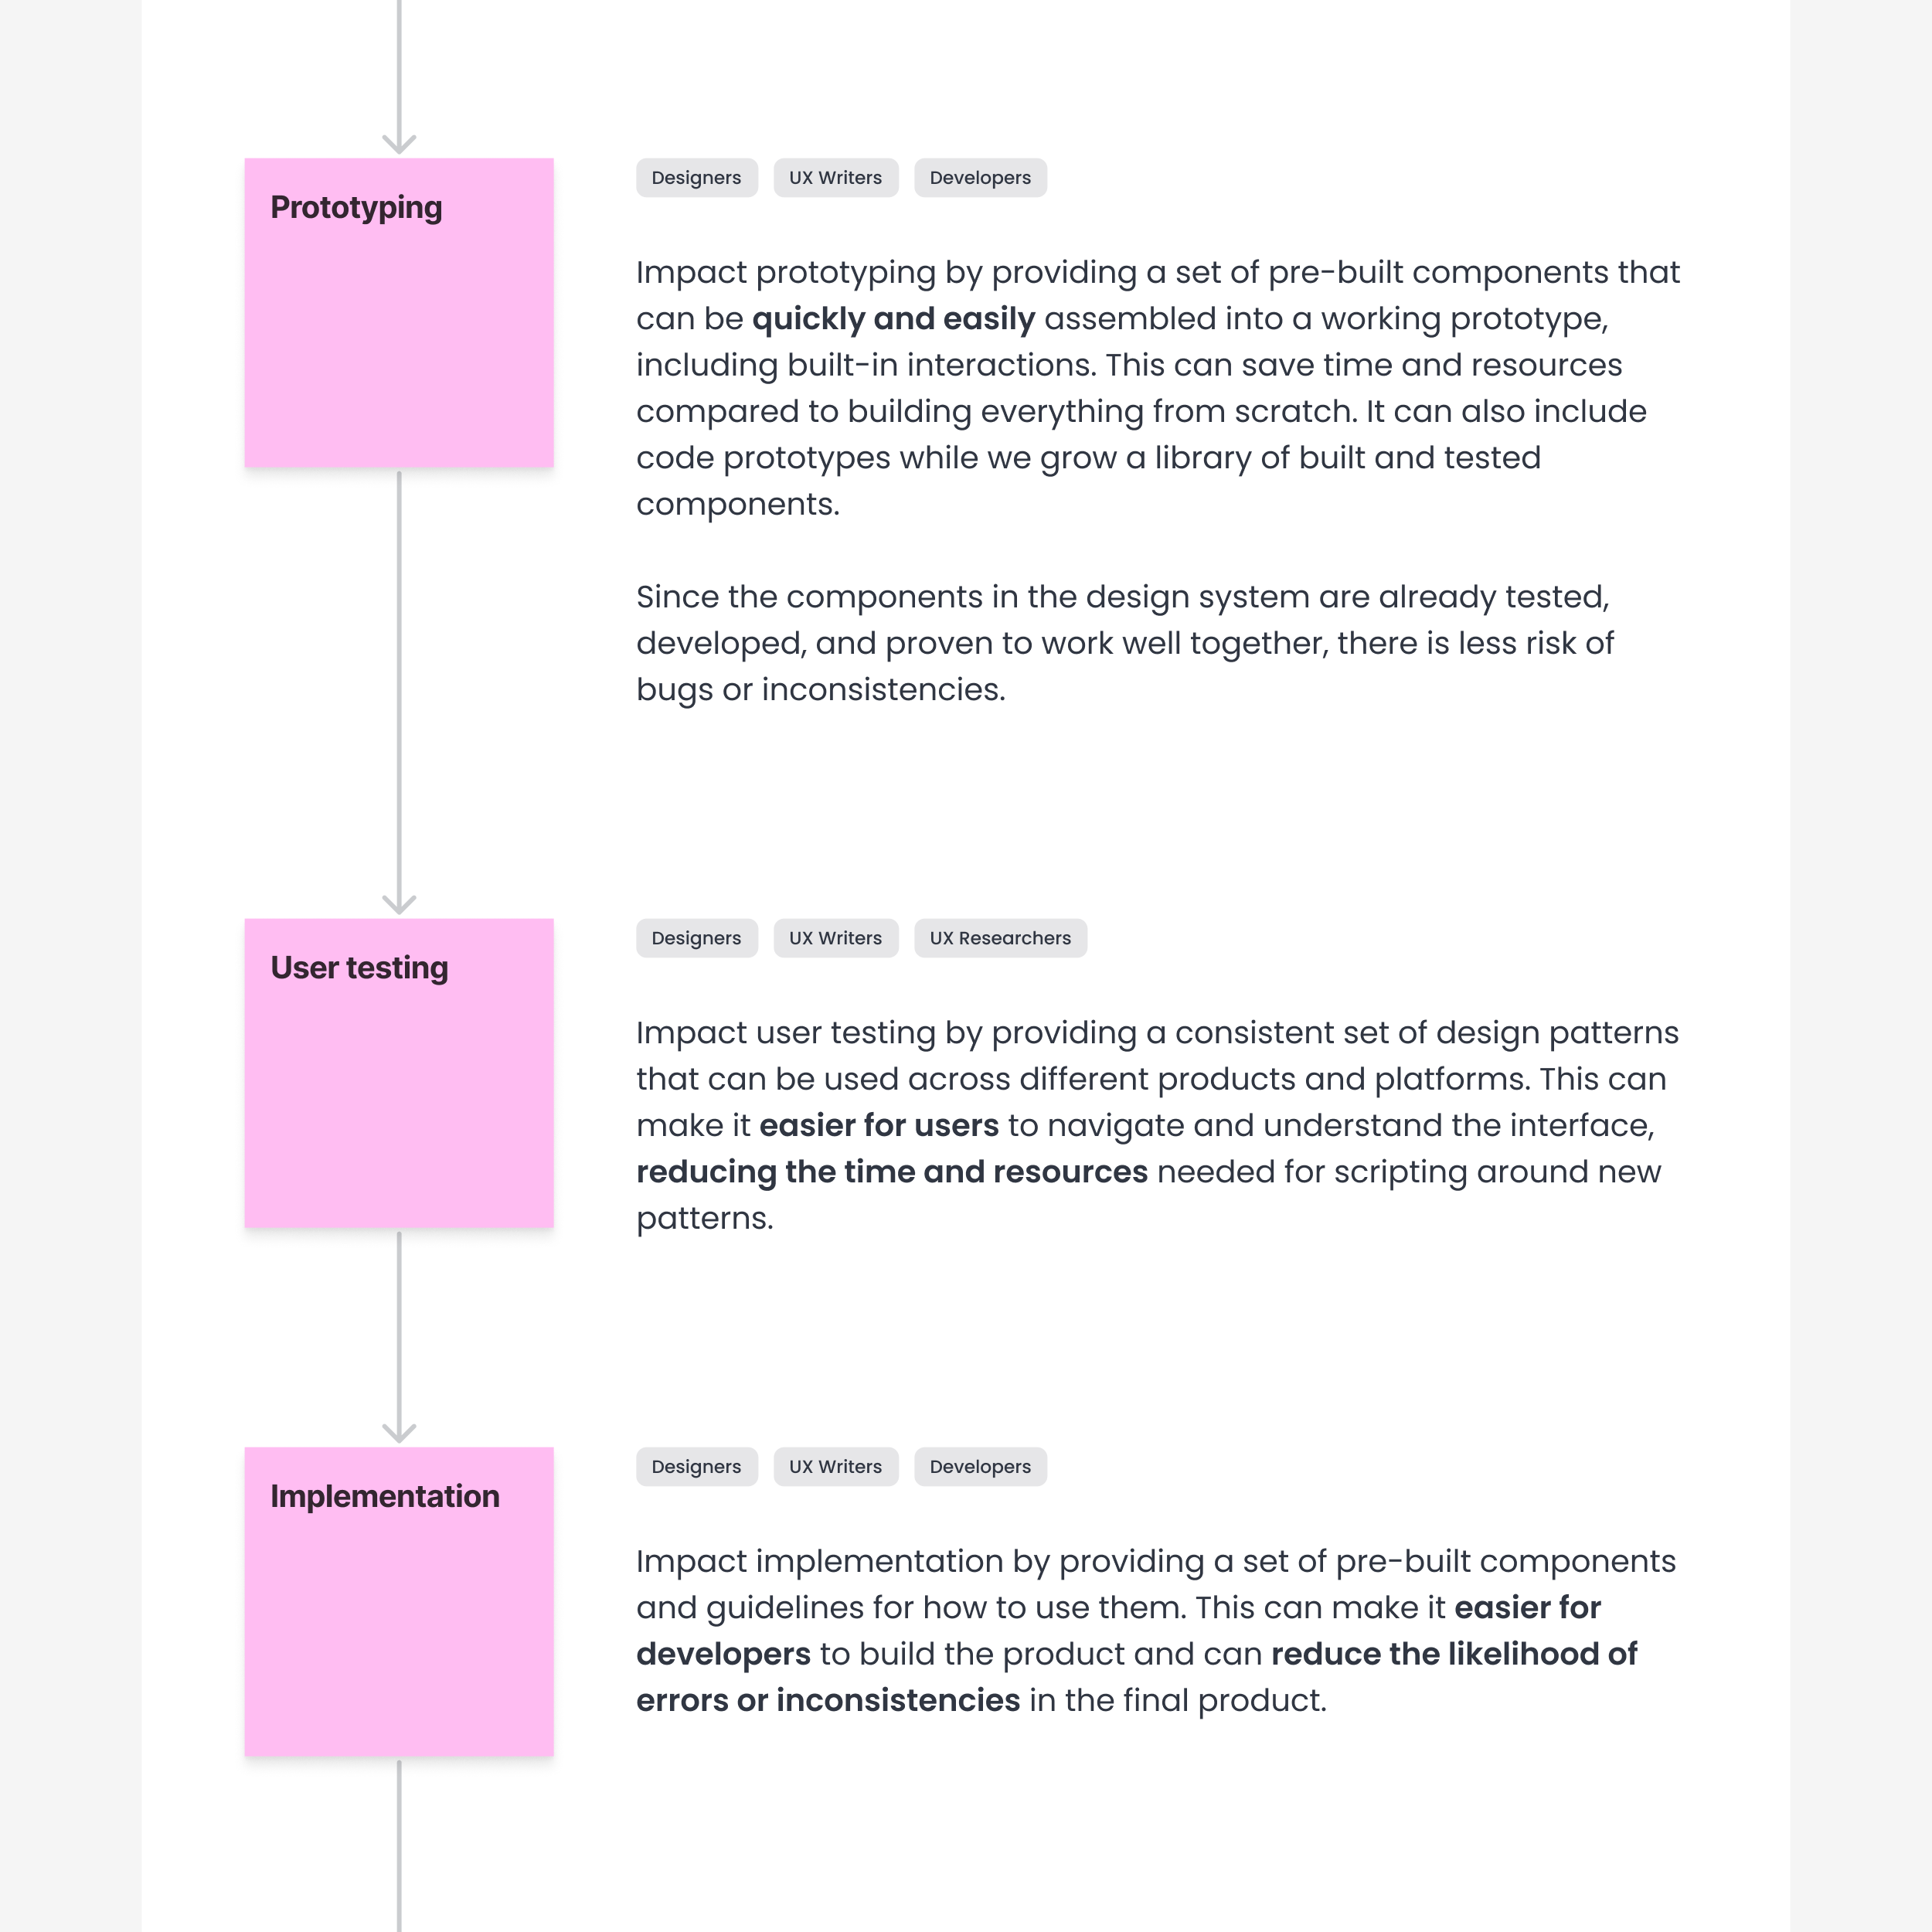 Prototyping
Designers UX Writers Developers
Impact prototyping by providing a set of pre-built components that
can be quickly and easily assembled into a working prototype,
including built-in interactions. This can save time and resources
compared to building everything from scratch. It can also include
code prototypes while we grow a library of built and tested
components.
Since the components in the design system are already tested,
developed, and proven to work well together, there is less risk of
bugs or inconsistencies.
User testing
Designers UX Writers UX Researchers
Impact user testing by providing a consistent set of design patterns
that can be used across different products and platforms. This can
make it easier for users to navigate and understand the interface,
reducing the time and resources needed for scripting around new
patterns.
Implementation
Designers UX Writers Developers
Impact implementation by providing a set of pre-built components
and guidelines for how to use them. This can make it easier for
developers to build the product and can reduce the likelihood of
errors or inconsistencies in the final product.